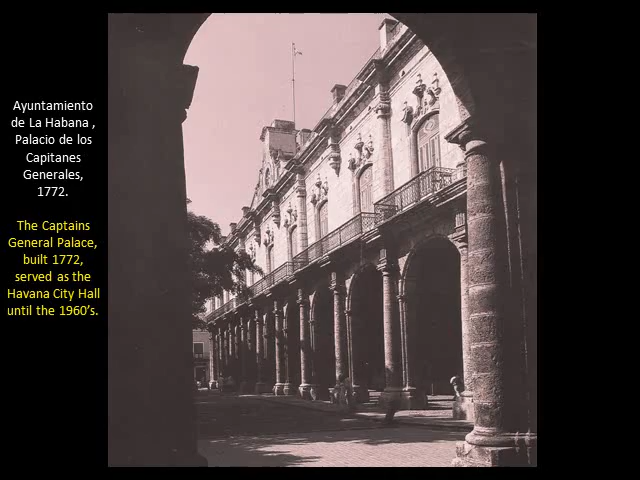 Ayuntamiento
de La Habana ,
Palacio de los
Capitanes
Generales,
1772.
The Captains
General Palace,
built 1772,
served as the
Havana City Hall
until the 1960’s.